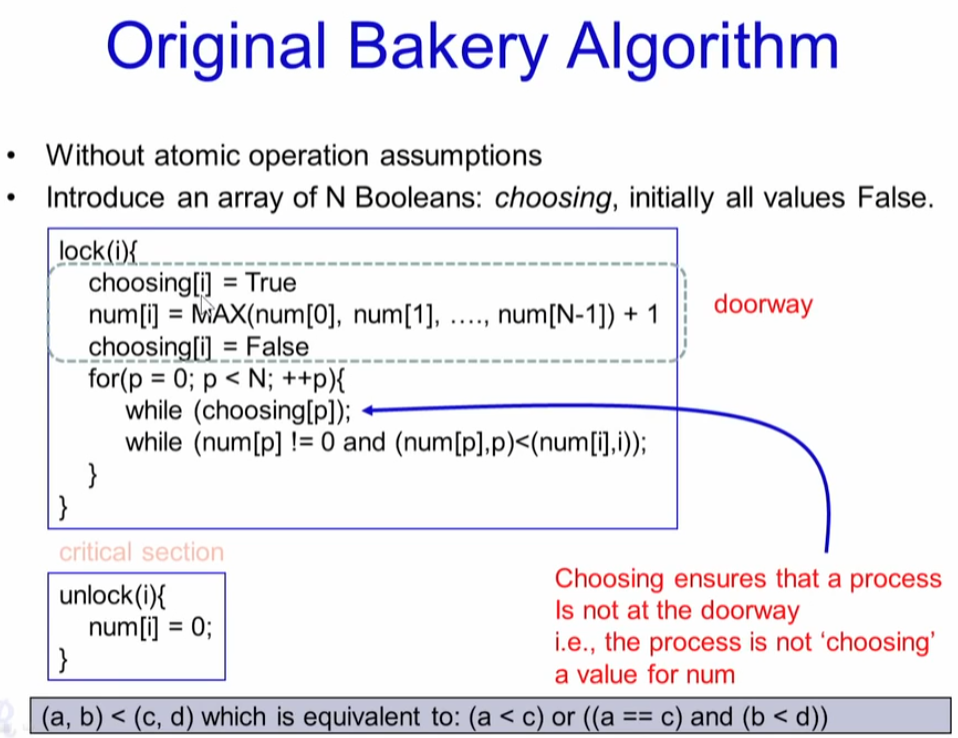 Original Bakery Algorithm
• Without atomic operation assumptions
• Introduce an array of N Booleans: choosing, initially all values False.
lock(i){
choosing[i] = True
num[i] = MAX(num[0], num[1], …., num[N-1]) + 1
choosing[i] = False
for(p = 0; p < N; ++p){
while (choosing[p]);
while (num[p] != 0 and (num[p],p)<(num[i],i));
}
}
doorway
critical section
unlock(i){
num[i] = 0;
}
Choosing ensures that a process
Is not at the doorway
i.e., the process is not ‘choosing’
a value for num
(a, b) < (c, d) which is equivalent to: (a < c) or ((a == c) and (b < d))